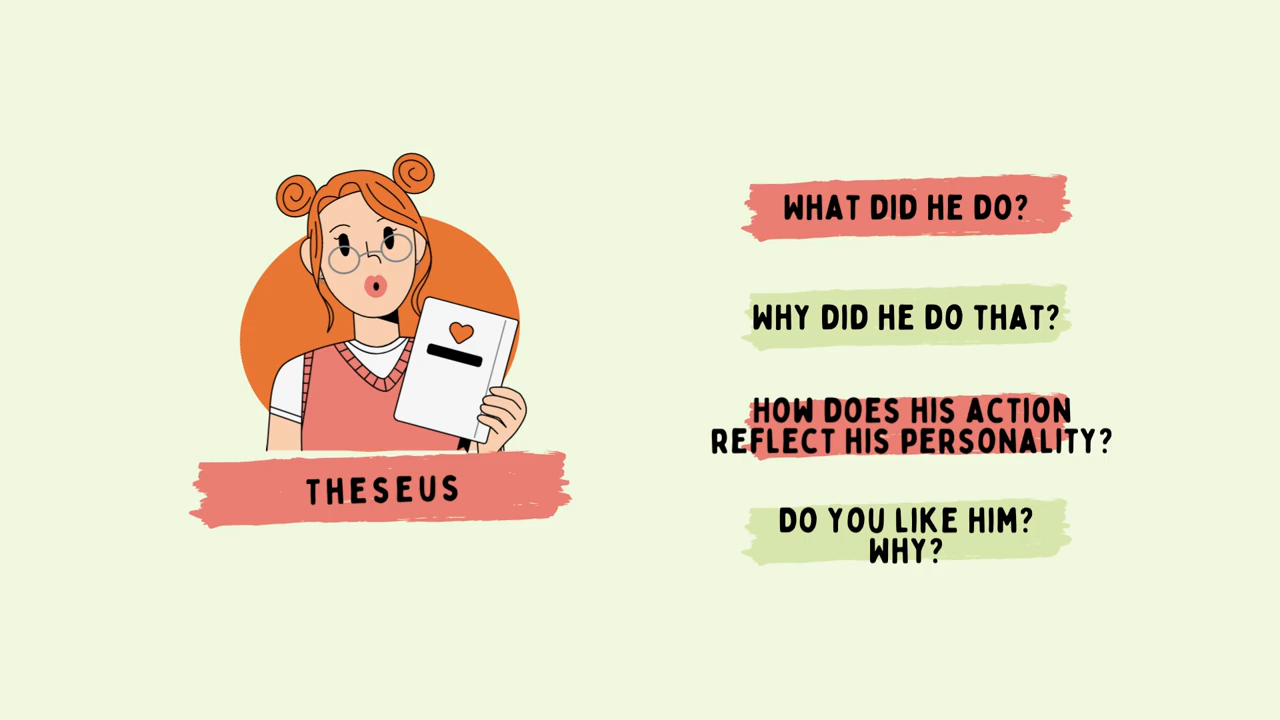 THESEUS
WHAT DID HE DO?
WHY DID HE DO THAT?
HOW DOES HIS ACTION
REFLECT HIS PERSONALITY?
DO YOU LIKE HIM?
WHY?